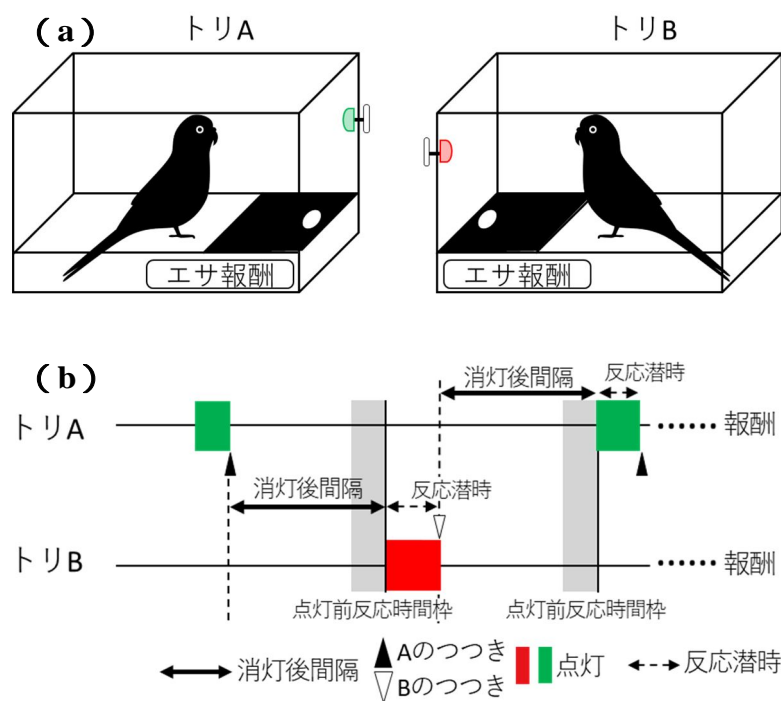 (a)
トリA
トリB
エサ報酬
エサ報酬
(b)
消灯後間隔
反応潜時
トリA
報酬
消灯後間隔
反応潜時
トリB
報酬
点灯前反応時間枠
点灯前反応時間枠
消灯後間隔
Aのつつき
Bのつつき
点灯
反応潜時